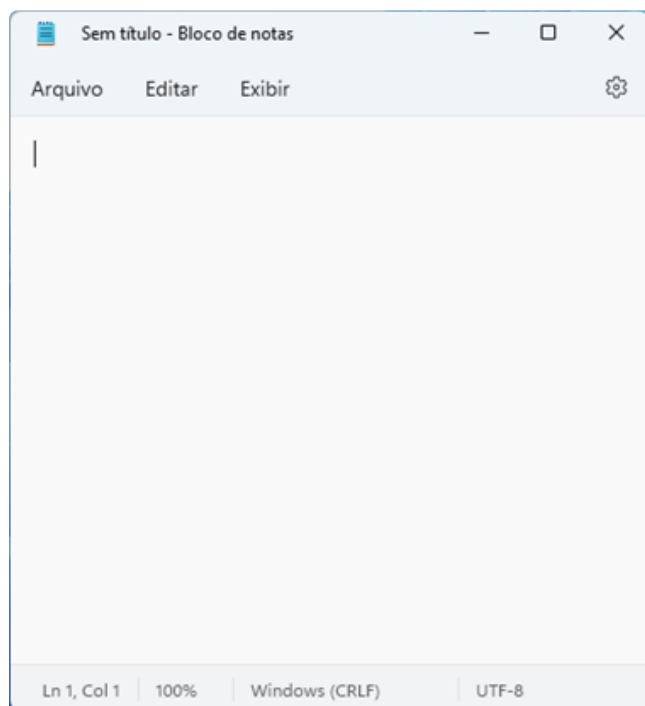 Sem título - Bloco de notas
Arquivo Editar Exibir
Ln 1, Col 1 100% Windows (CRLF) UTF-8